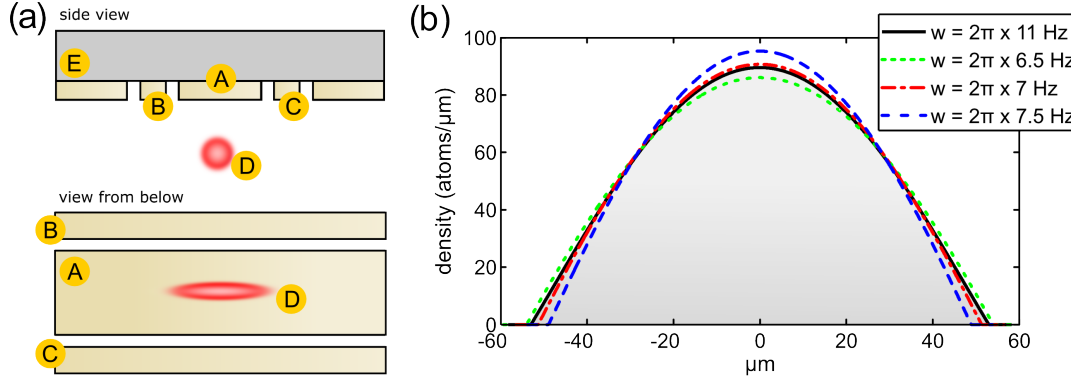 (a)
side view
E
A
B
C
D
view from below
B
A
D
C
(b)
w = 2π x 11 Hz
w = 2π x 6.5 Hz
w = 2π x 7 Hz
w = 2π x 7.5 Hz
density (atoms/μm)
100
80
60
40
20
0
-60
-40
-20
0
20
40
60
μm